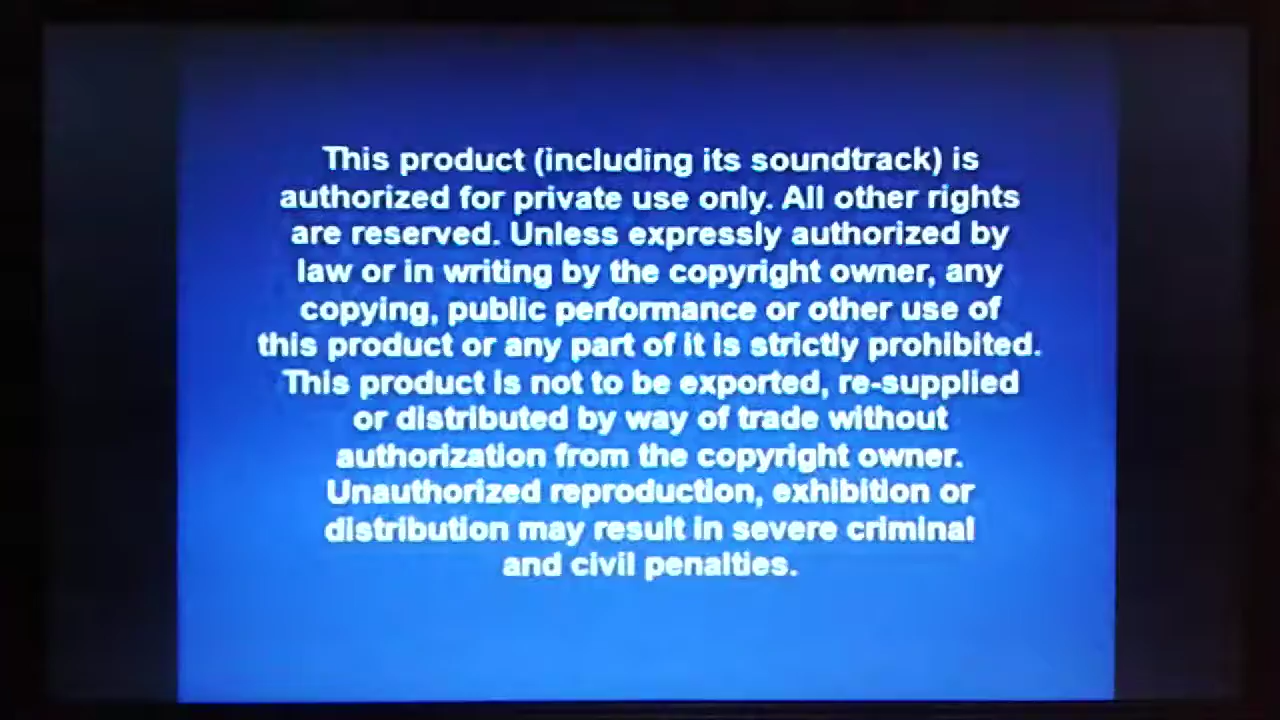 This product (including its soundtrack) is
authorized for private use only. All other rights
are reserved. Unless expressly authorized by
law or in writing by the copyright owner, any
copying, public performance or other use of
this product or any part of it is strictly prohibited.
This product is not to be exported, re-supplied
or distributed by way of trade without
authorization from the copyright owner.
Unauthorized reproduction, exhibition or
distribution may result in severe criminal
and civil penalties.